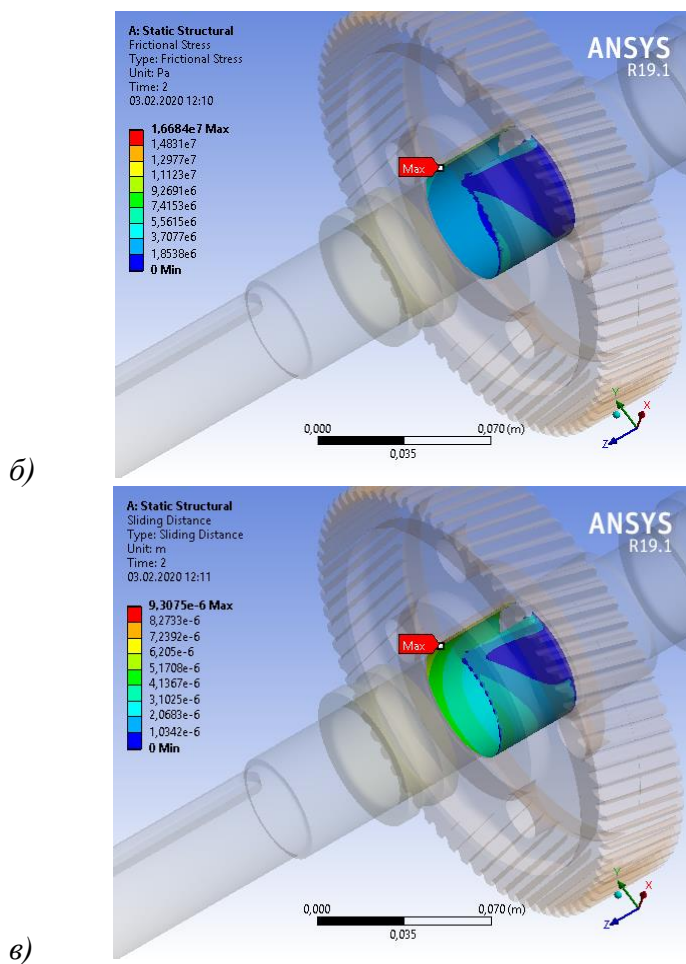 A: Static Structural
Frictional Stress
Type: Frictional Stress
Unit: Pa
Time: 2
03.02.2020 12:10
ANSYS
R19.1
1,6684e7 Max
1,4831e7
1,2977e7
1,1123e7
9,2691e6
7,4153e6
5,5615e6
3,7077e6
1,8538e6
0 Min
Max
Y
X
Z
0,000
0,070 (m)
0,035
б)
A: Static Structural
Sliding Distance
Type: Sliding Distance
Unit: m
Time: 2
03.02.2020 12:11
ANSYS
R19.1
9,3075e-6 Max
8,2733e-6
7,2392e-6
6,205e-6
5,1708e-6
4,1367e-6
3,1025e-6
2,0683e-6
1,0342e-6
0 Min
Max
Y
X
Z
0,000
0,070 (m)
0,035
в)